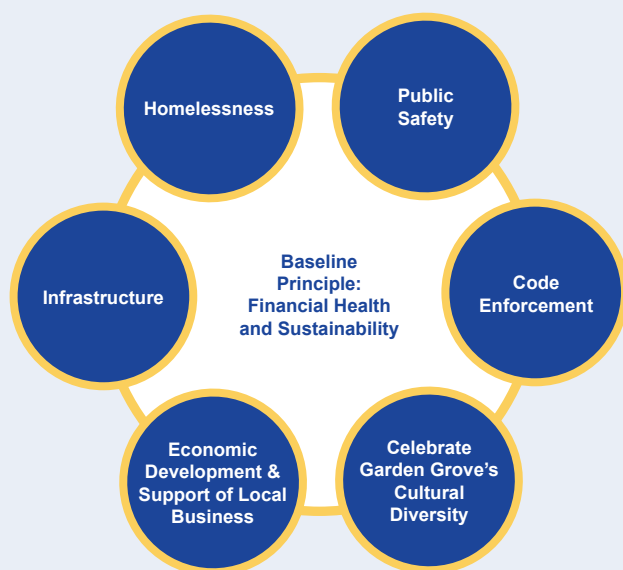 Homelessness
Public
Safety
Baseline
Principle:
Financial Health
and Sustainability
Infrastructure
Code
Enforcement
Economic
Development &
Support of Local
Business
Celebrate
Garden Grove's
Cultural
Diversity